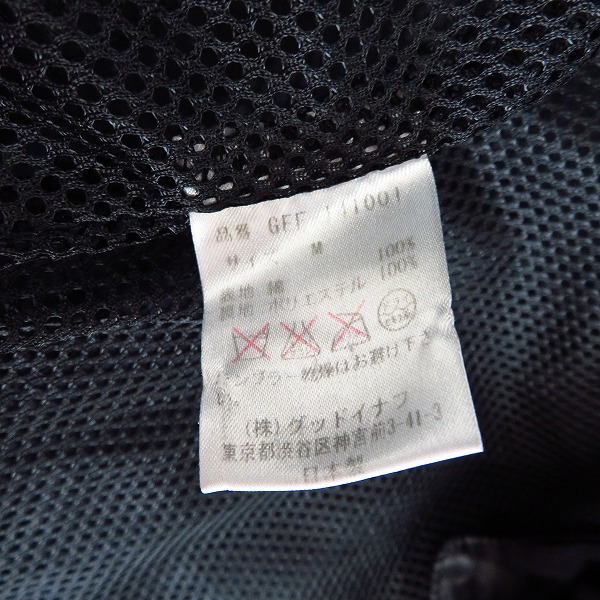 品番 GEF 141001
サイズ M
表地 綿 100%
裏地 ポリエステル 100%
タンブラー乾燥はお避け下さ
い
(株)グッドイナフ
東京都渋谷区神宮前3-41-3
日本製